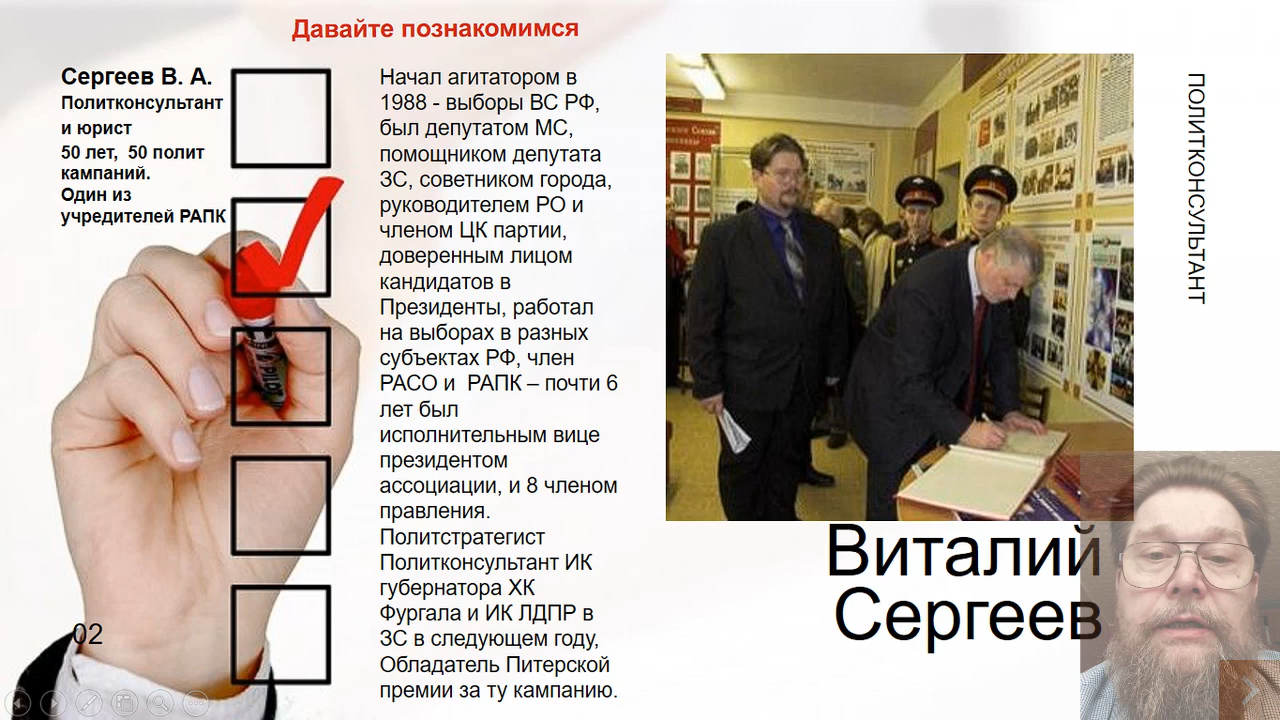 Давайте познакомимся
Сергеев В. А.
Политконсультант
и юрист
50 лет, 50 полит
кампаний.
Один из
учредителей РАПК
Начал агитатором в
1988 - выборы ВС РФ,
был депутатом МС,
помощником депутата
ЗС, советником города,
руководителем РО и
членом ЦК партии,
доверенным лицом
кандидатов в
Президенты, работал
на выборах в разных
субъектах РФ, член
РАСО и РАПК – почти 6
лет был
исполнительным вице
президентом
ассоциации, и 8 членом
правления.
Политстратегист
Политконсультант ИК
губернатора ХК
Фургала и ИК ЛДПР в
ЗС в следующем году,
Обладатель Питерской
премии за ту кампанию.
ПОЛИТКОНСУЛЬТАНТ
Виталий
Сергеев
02
PILOT